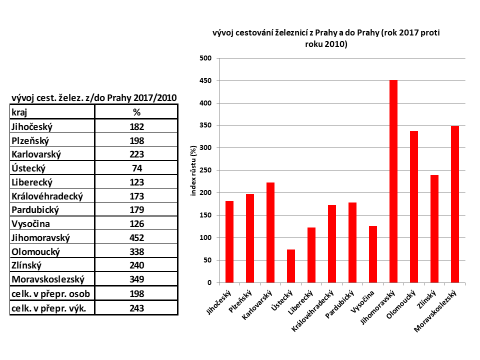 vývoj cest. želez. z/do Prahy 2017/2010
kraj %
Jihočeský 182
Plzeňský 198
Karlovarský 223
Ústecký 74
Liberecký 123
Královéhradecký 173
Pardubický 179
Vysočina 126
Jihomoravský 452
Olomoucký 338
Zlínský 240
Moravskoslezský 349
celk. v přepr. osob 198
celk. v přepr. výk. 243
vývoj cestování železnicí z Prahy a do Prahy (rok 2017 proti
roku 2010)
index růstu (%)
500
450
400
350
300
250
200
150
100
50
0
Jihočeský
Plzeňský
Karlovarský
Ústecký
Liberecký
Královéhradecký
Pardubický
Vysočina
Jihomoravský
Olomoucký
Zlínský
Moravskoslezský